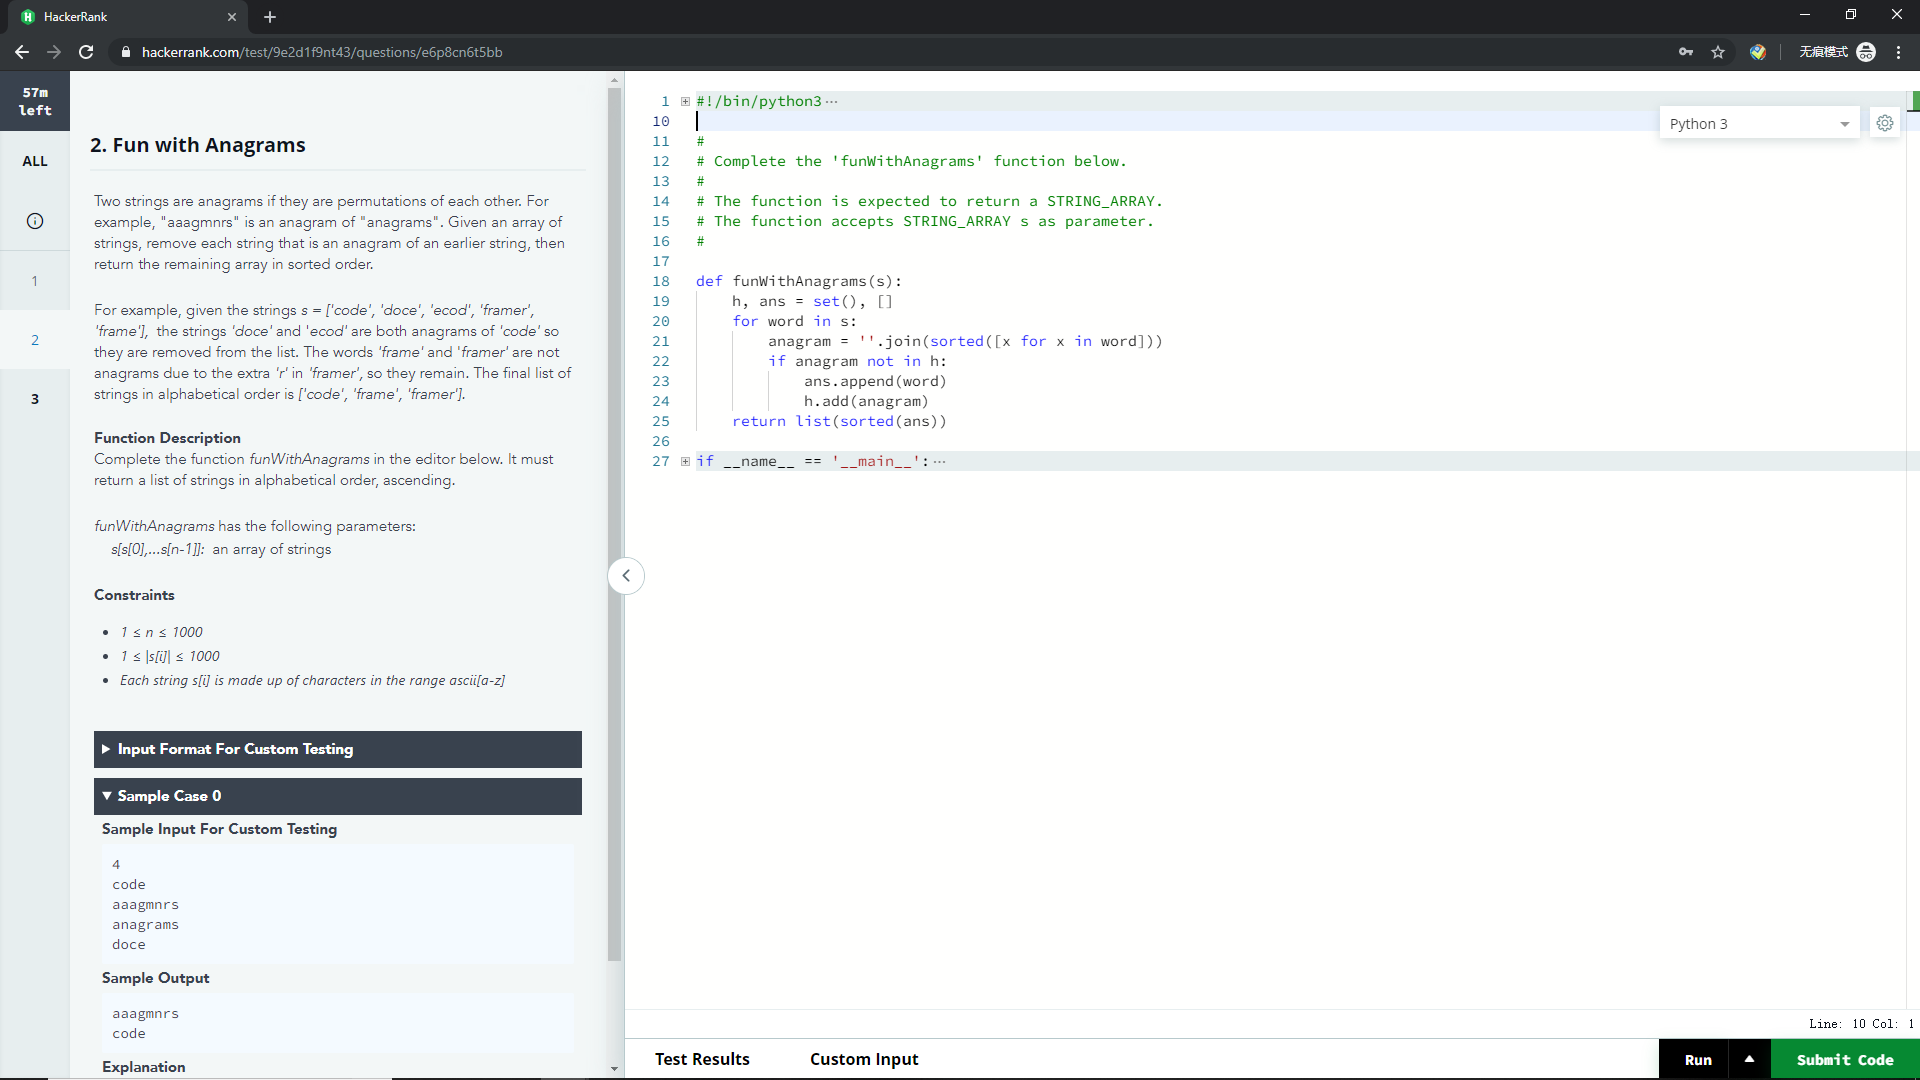 HackerRank
hackerrank.com/test/9e2d1f9nt43/questions/e6p8cn6t5bb
无痕模式
57m
left
ALL
1
2
3
2. Fun with Anagrams
Two strings are anagrams if they are permutations of each other. For
example, "aaagmnrs" is an anagram of "anagrams". Given an array of
strings, remove each string that is an anagram of an earlier string, then
return the remaining array in sorted order.
For example, given the strings s = ['code', 'doce', 'ecod', 'framer',
'frame'], the strings 'doce' and 'ecod' are both anagrams of 'code' so
they are removed from the list. The words 'frame' and 'framer' are not
anagrams due to the extra 'r' in 'framer', so they remain. The final list of
strings in alphabetical order is ['code', 'frame', 'framer'].
Function Description
Complete the function funWithAnagrams in the editor below. It must
return a list of strings in alphabetical order, ascending.
funWithAnagrams has the following parameters:
s[s[0],...s[n-1]]: an array of strings
Constraints
• 1 ≤ n ≤ 1000
• 1 ≤ |s[i]| ≤ 1000
• Each string s[i] is made up of characters in the range ascii[a-z]
Input Format For Custom Testing
Sample Case 0
Sample Input For Custom Testing
4
code
aaagmnrs
anagrams
doce
Sample Output
aaagmnrs
code
Explanation
Python 3
1 #!/bin/python3 ···
10
11 #
12 # Complete the 'funWithAnagrams' function below.
13 #
14 # The function is expected to return a STRING_ARRAY.
15 # The function accepts STRING_ARRAY s as parameter.
16 #
17
18 def funWithAnagrams(s):
19     h, ans = set(), []
20     for word in s:
21         anagram = ''.join(sorted([x for x in word]))
22         if anagram not in h:
23             ans.append(word)
24             h.add(anagram)
25     return list(sorted(ans))
26
27 if __name__ == '__main__': ···
Line: 10 Col: 1
Test Results
Custom Input
Run
Submit Code